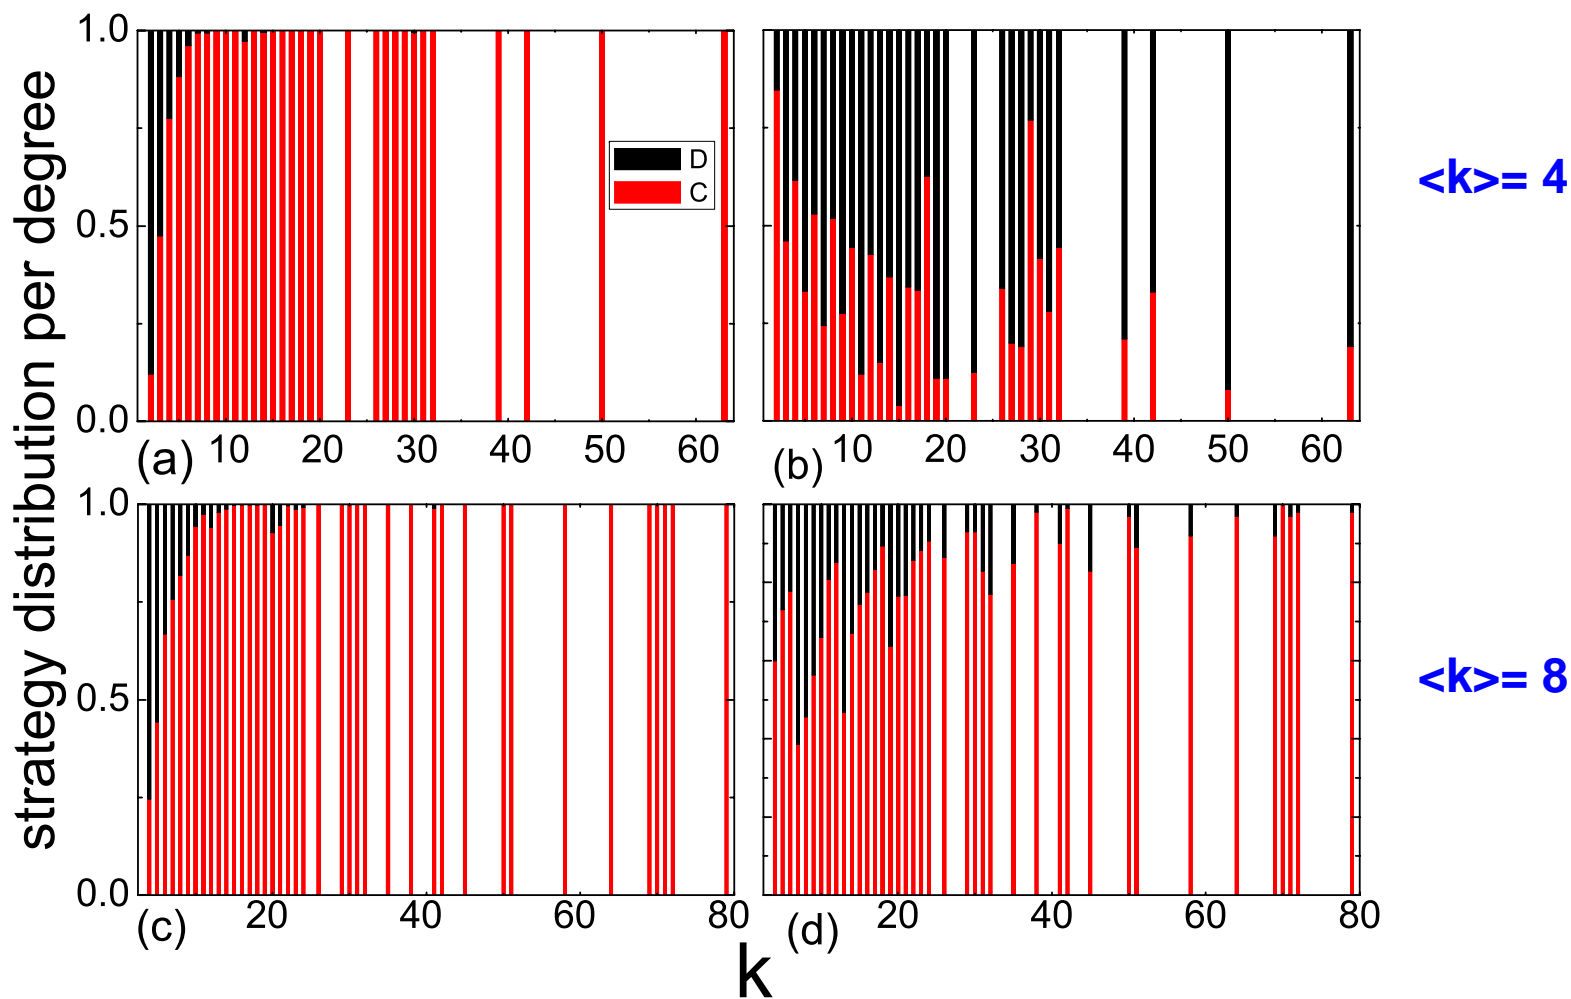 strategy distribution per degree
1.0
0.5
0.0
D
C
(a) 10 20 30 40 50 60
(b) 10 20 30 40 50 60
<k>= 4
1.0
0.5
0.0
(c) 20 40 60 80
(d) 20 40 60 80
<k>= 8
k